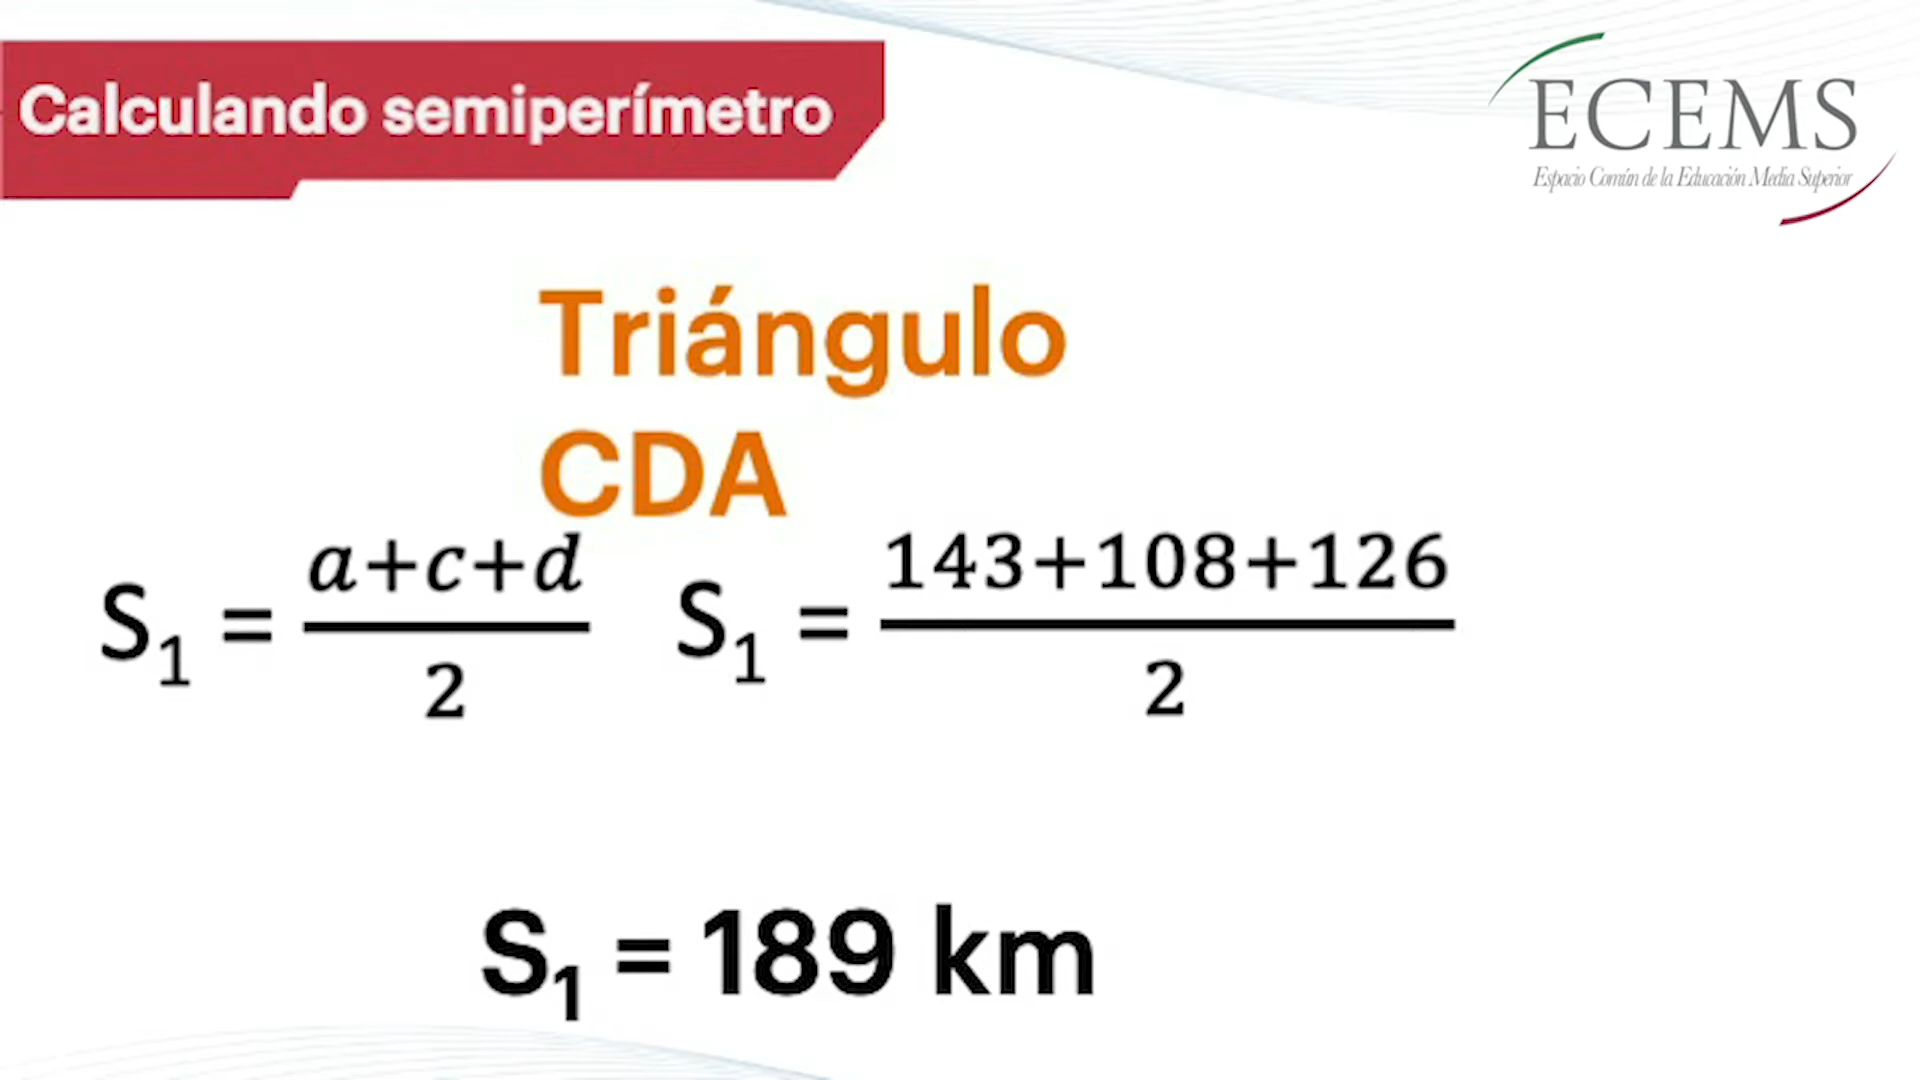 Calculando semiperímetro
ECEMS
Espacio Común de la Educación Media Superior
Triángulo
CDA
S₁ = (a+c+d)/2 S₁ = (143+108+126)/2
S₁ = 189 km